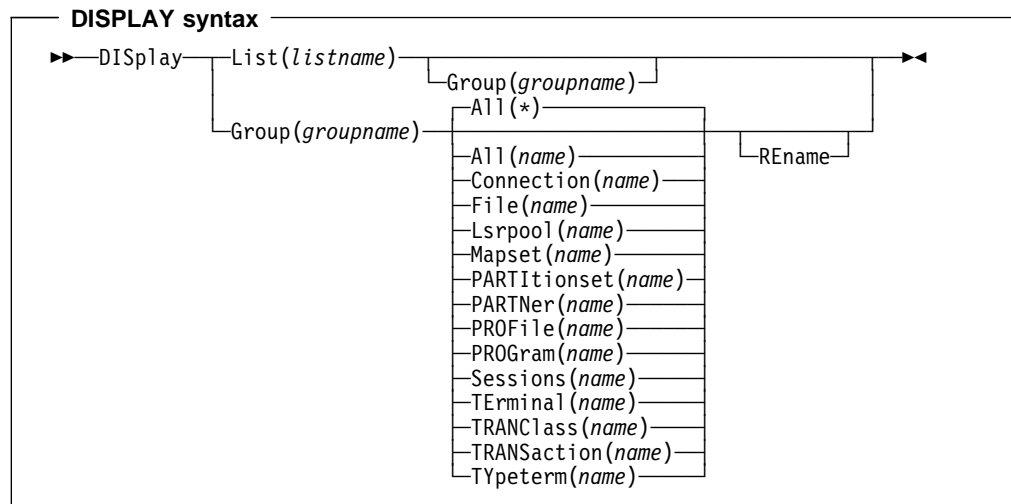 DISPLAY syntax
►►──DISplay──List(listname)──►◄
Group(groupname)
All(*)
Group(groupname)
All(name) REname
Connection(name)
File(name)
Lsrpool(name)
Mapset(name)
PARTItionset(name)
PARTNer(name)
PROFile(name)
PROGram(name)
Sessions(name)
TErminal(name)
TRANClass(name)
TRANSaction(name)
TYpeterm(name)